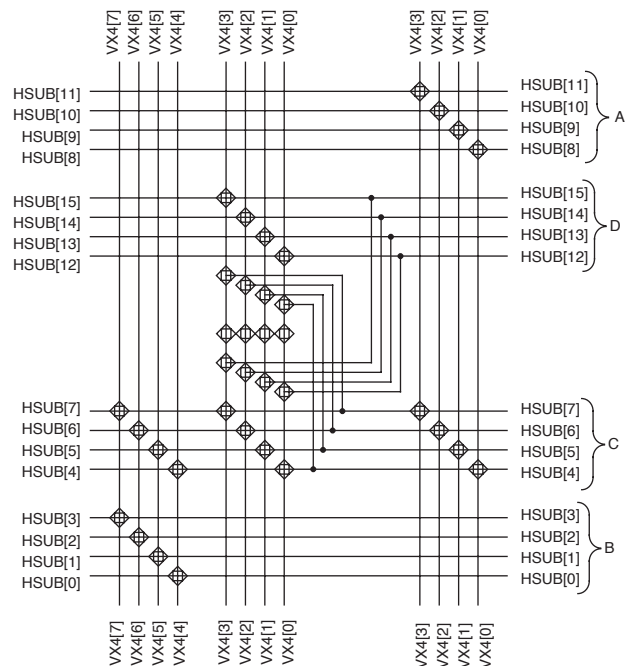 VX4[7]
VX4[6]
VX4[5]
VX4[4]
VX4[3]
VX4[2]
VX4[1]
VX4[0]
VX4[3]
VX4[2]
VX4[1]
VX4[0]
HSUB[11]
HSUB[10]
HSUB[9]
HSUB[8]
HSUB[11]
HSUB[10]
HSUB[9]
HSUB[8]
A
HSUB[15]
HSUB[14]
HSUB[13]
HSUB[12]
HSUB[15]
HSUB[14]
HSUB[13]
HSUB[12]
D
HSUB[7]
HSUB[6]
HSUB[5]
HSUB[4]
HSUB[7]
HSUB[6]
HSUB[5]
HSUB[4]
C
HSUB[3]
HSUB[2]
HSUB[1]
HSUB[0]
HSUB[3]
HSUB[2]
HSUB[1]
HSUB[0]
B
VX4[7]
VX4[6]
VX4[5]
VX4[4]
VX4[3]
VX4[2]
VX4[1]
VX4[0]
VX4[3]
VX4[2]
VX4[1]
VX4[0]